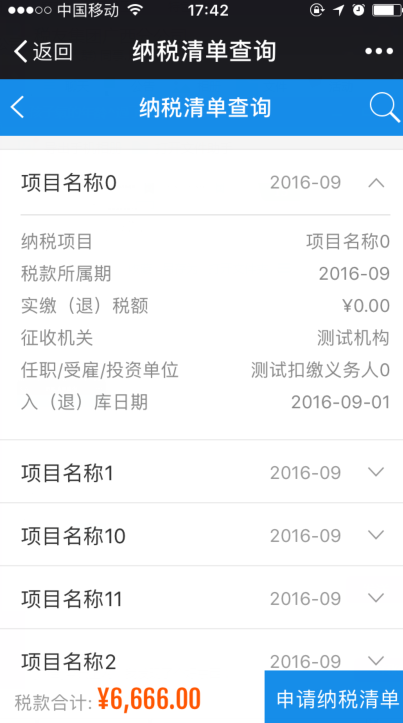 中国移动 17:42
返回 纳税清单查询
纳税清单查询
项目名称0 2016-09
纳税项目 项目名称0
税款所属期 2016-09
实缴（退）税额 ¥0.00
征收机关 测试机构
任职/受雇/投资单位 测试扣缴义务人0
入（退）库日期 2016-09-01
项目名称1 2016-09
项目名称10 2016-09
项目名称11 2016-09
项目名称2 2016-09
税款合计: ¥6,666.00 申请纳税清单